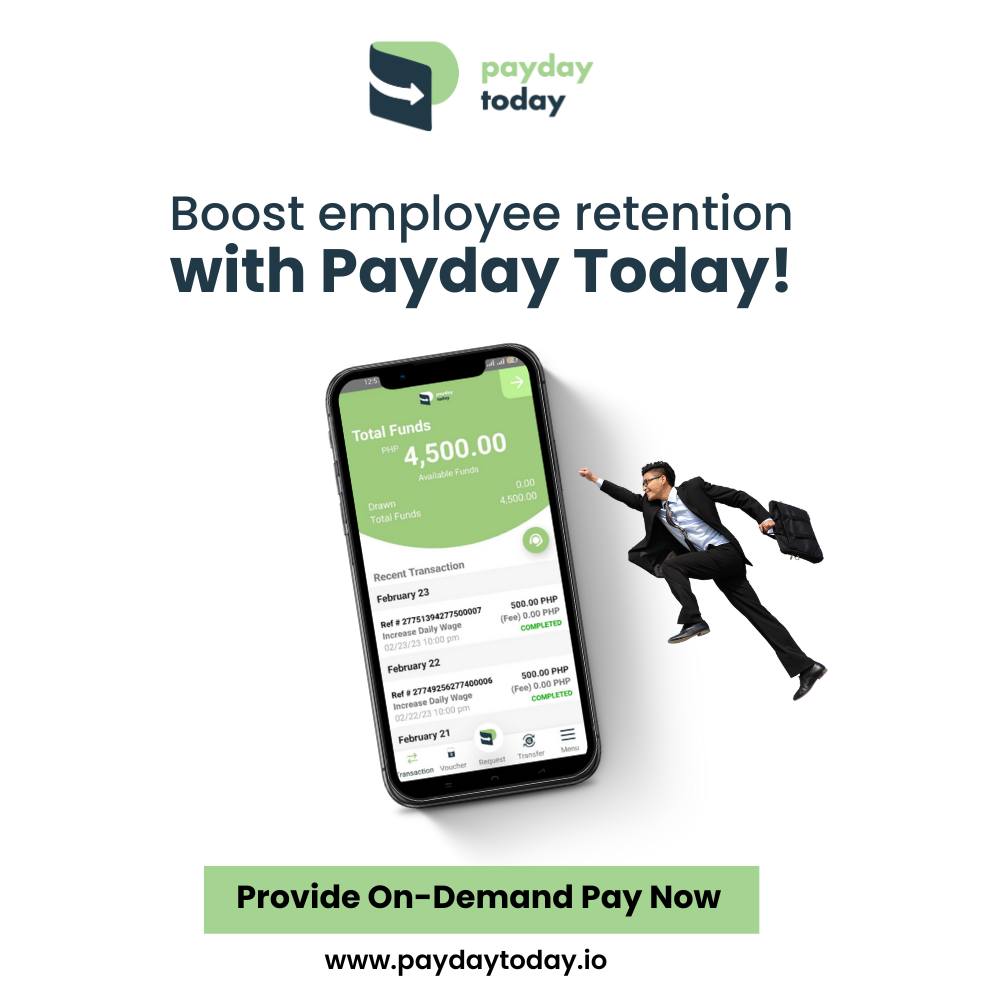 payday
today
Boost employee retention
with Payday Today!
12:5
payday
today
Total Funds
PHP 4,500.00
Available Funds
Drawn 0.00
Total Funds 4,500.00
Recent Transaction
February 23
Ref # 27751394277500007 500.00 PHP
Increase Daily Wage (Fee) 0.00 PHP
02/23/23 10:00 pm COMPLETED
February 22
Ref # 27749256277400006 500.00 PHP
Increase Daily Wage (Fee) 0.00 PHP
02/22/23 10:00 pm COMPLETED
February 21
Transaction Voucher Request Transfer Menu
Provide On-Demand Pay Now
www.paydaytoday.io